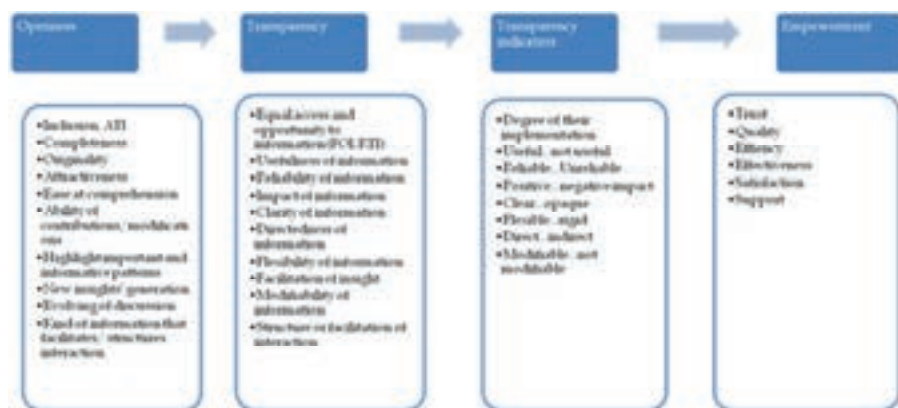 Openness
Transparency
Transparency
indicators
Empowerment
•Inclusion, ATI
•Completeness
•Originality
•Attractiveness
•Ease at comprehension
•Ability of
contributions/ modificati
ons
•Highlight important and
informative patterns
•New insights' generation
•Evolving of discussion
•Kind of information that
facilitates/ structures
interaction
•Equal access and
opportunity to
information (FOI, RTI)
•Usefulness of information
•Reliability of information
•Impact of information
•Clarity of information
•Directedness of
information
•Flexibility of information
•Facilitation of insight
•Modifiability of
information
•Structure or facilitation of
interaction
•Degree of their
implementation
•Useful...not useful
•Reliable...Unreliable
•Positive...negative impact
•Clear...opaque
•Flexible...rigid
•Direct...indirect
•Modifiable...not
modifiable
•Trust
•Quality
•Effiency
•Effectiveness
•Satisfaction
•Support